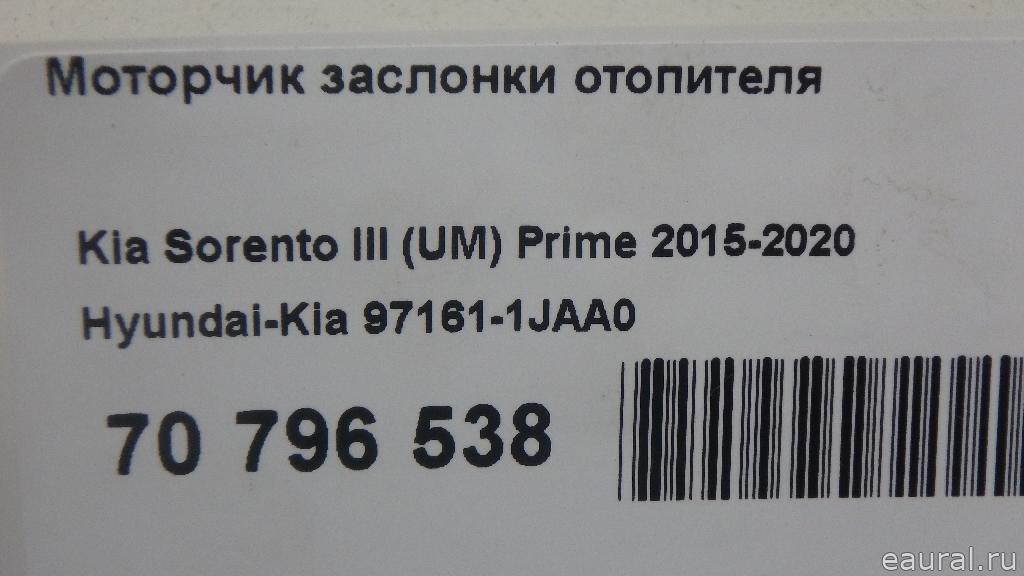 Моторчик заслонки отопителя
Kia Sorento III (UM) Prime 2015-2020
Hyundai-Kia 97161-1JAA0
70 796 538
eaural.ru